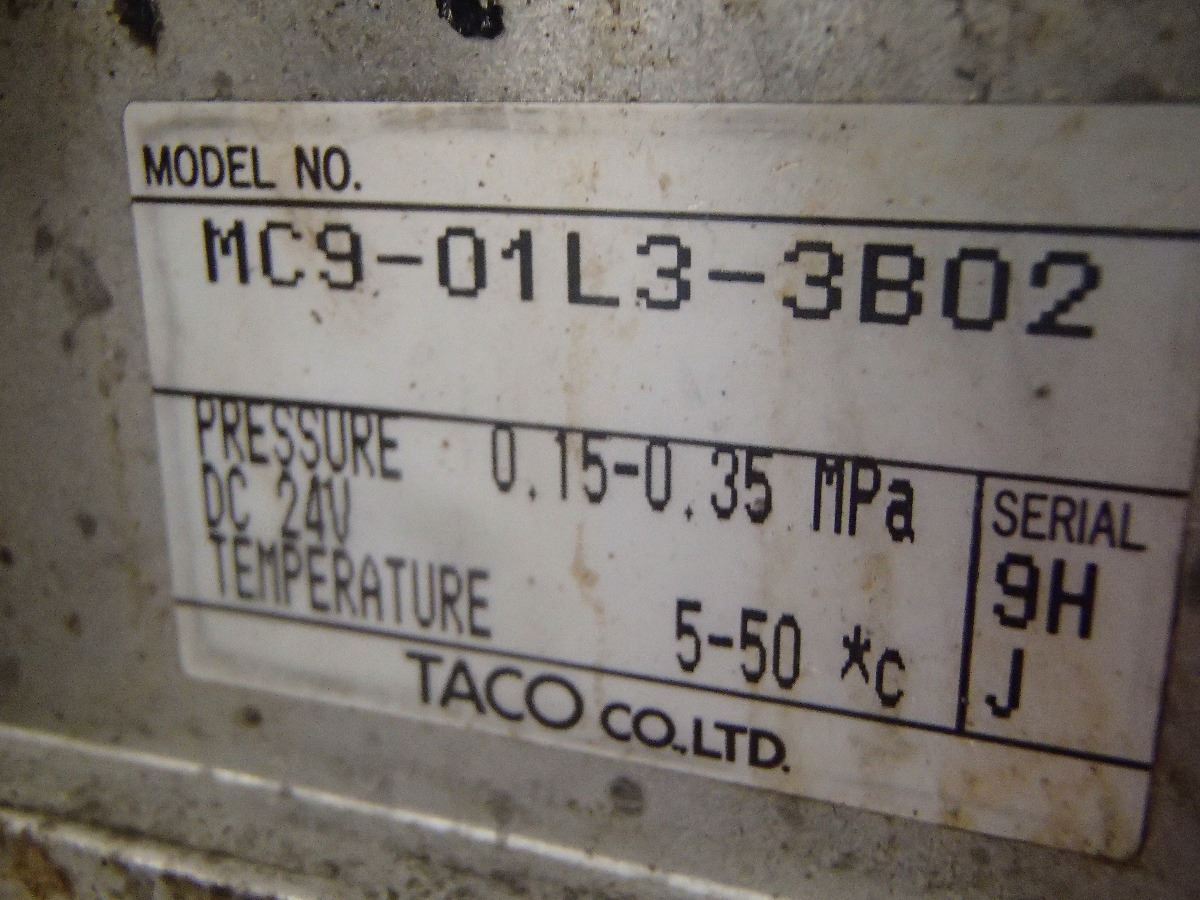 MODEL NO.
MC9-01L3-3B02
PRESSURE 0.15-0.35 MPa
DC 24V
TEMPERATURE
5-50 *c
SERIAL
9H
J
TACO CO.,LTD.